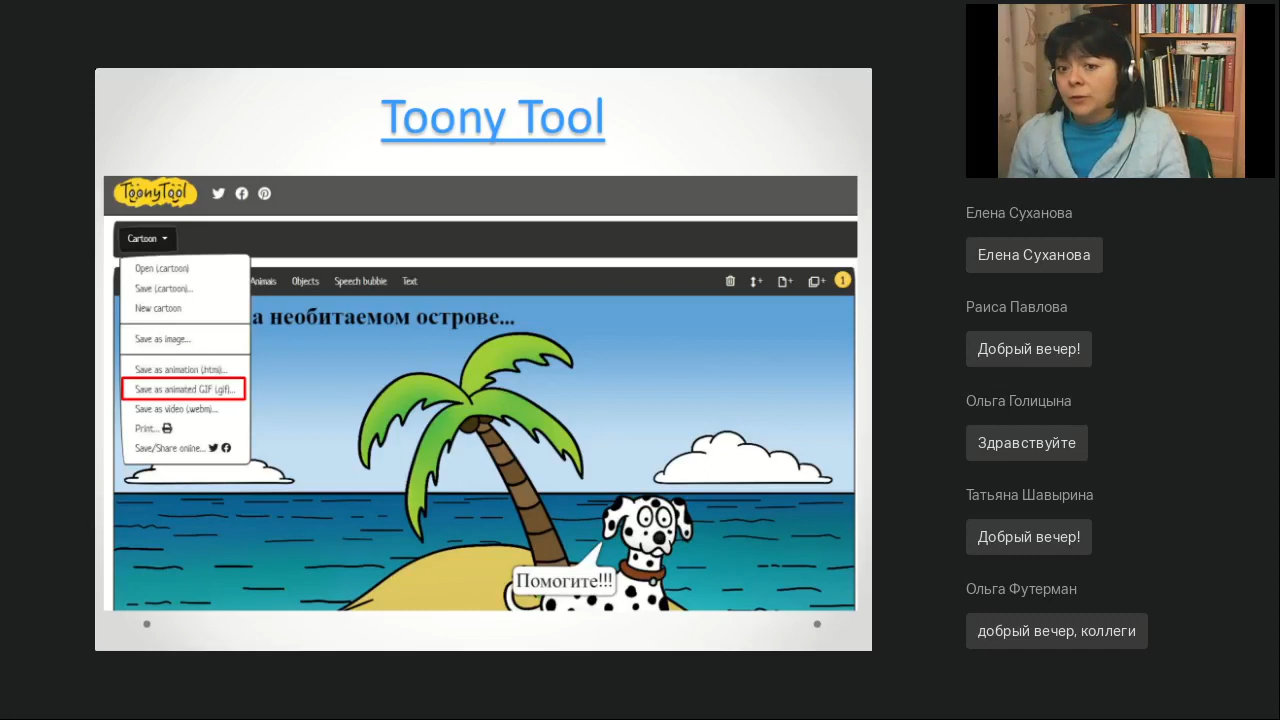 Toony Tool
ToonyTool
Cartoon
Open (.cartoon)
Save (.cartoon)...
New cartoon
Save as image...
Save as animation (.html)...
Save as animated GIF (.gif)...
Save as video (.webm)...
Print...
Save/Share online...
Animals Objects Speech bubble Text
1
а необитаемом острове...
Помогите!!!
Елена Суханова
Елена Суханова
Раиса Павлова
Добрый вечер!
Ольга Голицына
Здравствуйте
Татьяна Шавырина
Добрый вечер!
Ольга Футерман
добрый вечер, коллеги